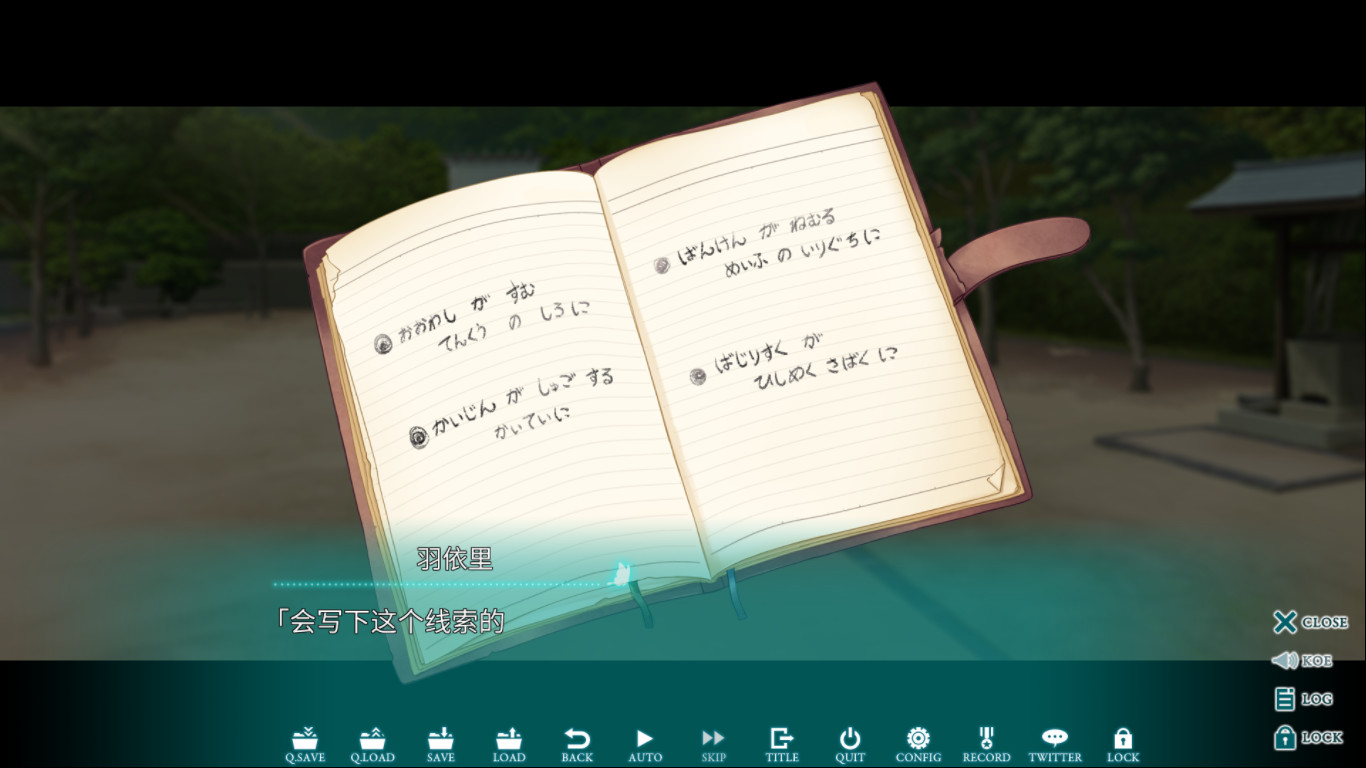 おおわし が すむ
てんくう の しろ に
かいじん が しゅご する
かいてい に
ばんけん が ねむる
めいふ の いりぐち に
ばじりすく が
ひしめく さばく に
羽依里
「会写下这个线索的
CLOSE
KOE
LOG
LOCK
Q.SAVE Q.LOAD SAVE LOAD BACK AUTO SKIP TITLE QUIT CONFIG RECORD TWITTER LOCK